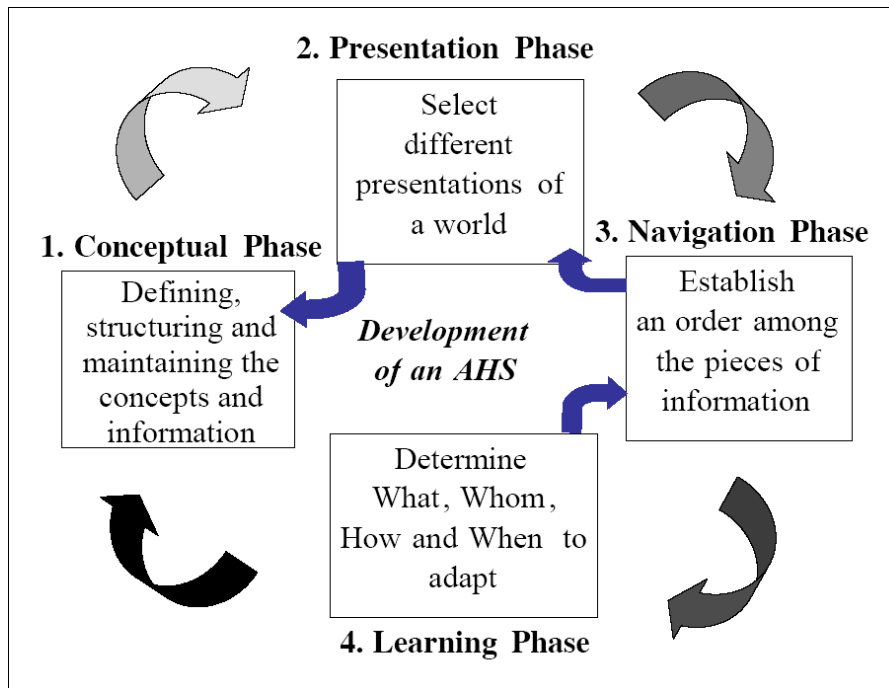 2. Presentation Phase
Select
different
presentations of
a world
1. Conceptual Phase
Defining,
structuring and
maintaining the
concepts and
information
Development
of an AHS
3. Navigation Phase
Establish
an order among
the pieces of
information
Determine
What, Whom,
How and When to
adapt
4. Learning Phase